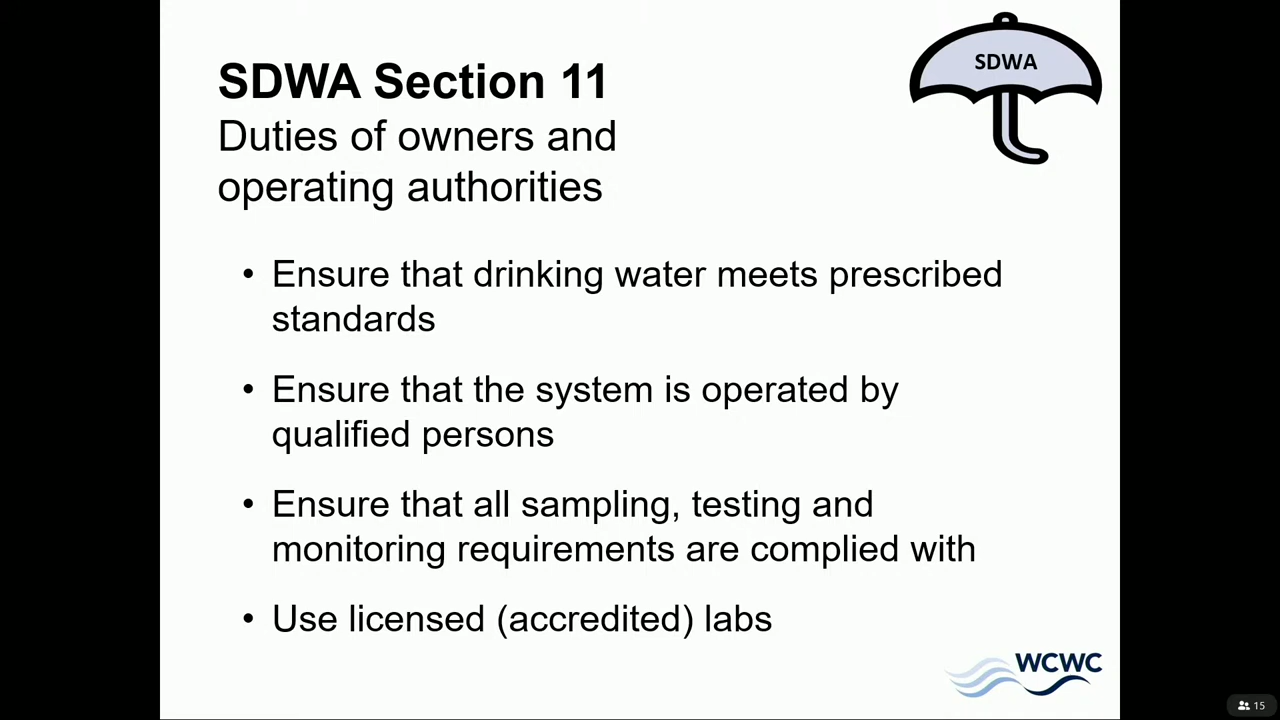 SDWA
SDWA Section 11
Duties of owners and
operating authorities
• Ensure that drinking water meets prescribed
standards
• Ensure that the system is operated by
qualified persons
• Ensure that all sampling, testing and
monitoring requirements are complied with
• Use licensed (accredited) labs
WCWC
15